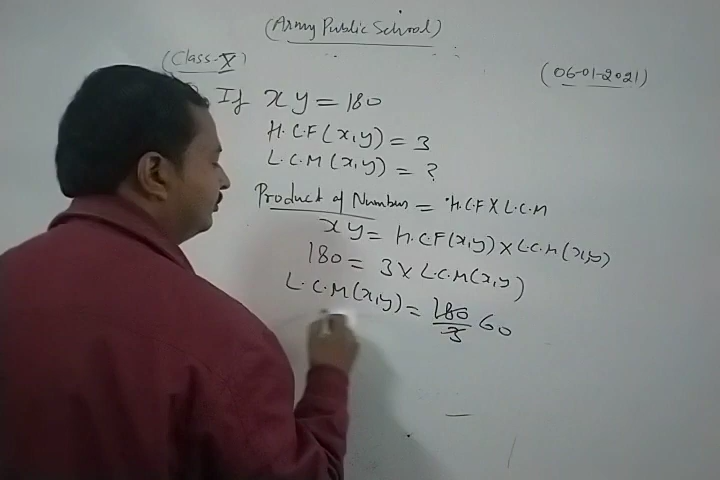 (Army Public School)
(Class-X)
(06-01-2021)
If xy = 180
H.C.F(x,y) = 3
L.C.M(x,y) = ?
Product of Numbers = H.C.F X L.C.M
xy = H.C.F(x,y) X L.C.M(x,y)
180 = 3 X L.C.M(x,y)
L.C.M(x,y) = 180/3 60